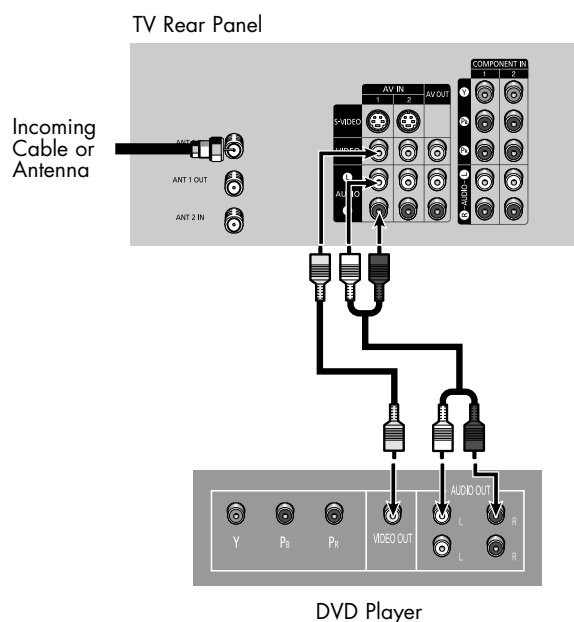 TV Rear Panel
COMPONENT IN
1 2
AV IN
1 2
AV OUT
S-VIDEO
VIDEO
L
AUDIO
Y
PB
PR
L
AUDIO
R
Incoming
Cable or
Antenna
ANT
ANT 1 OUT
ANT 2 IN
AUDIO OUT
Y PB PR VIDEO OUT L R
L R
DVD Player